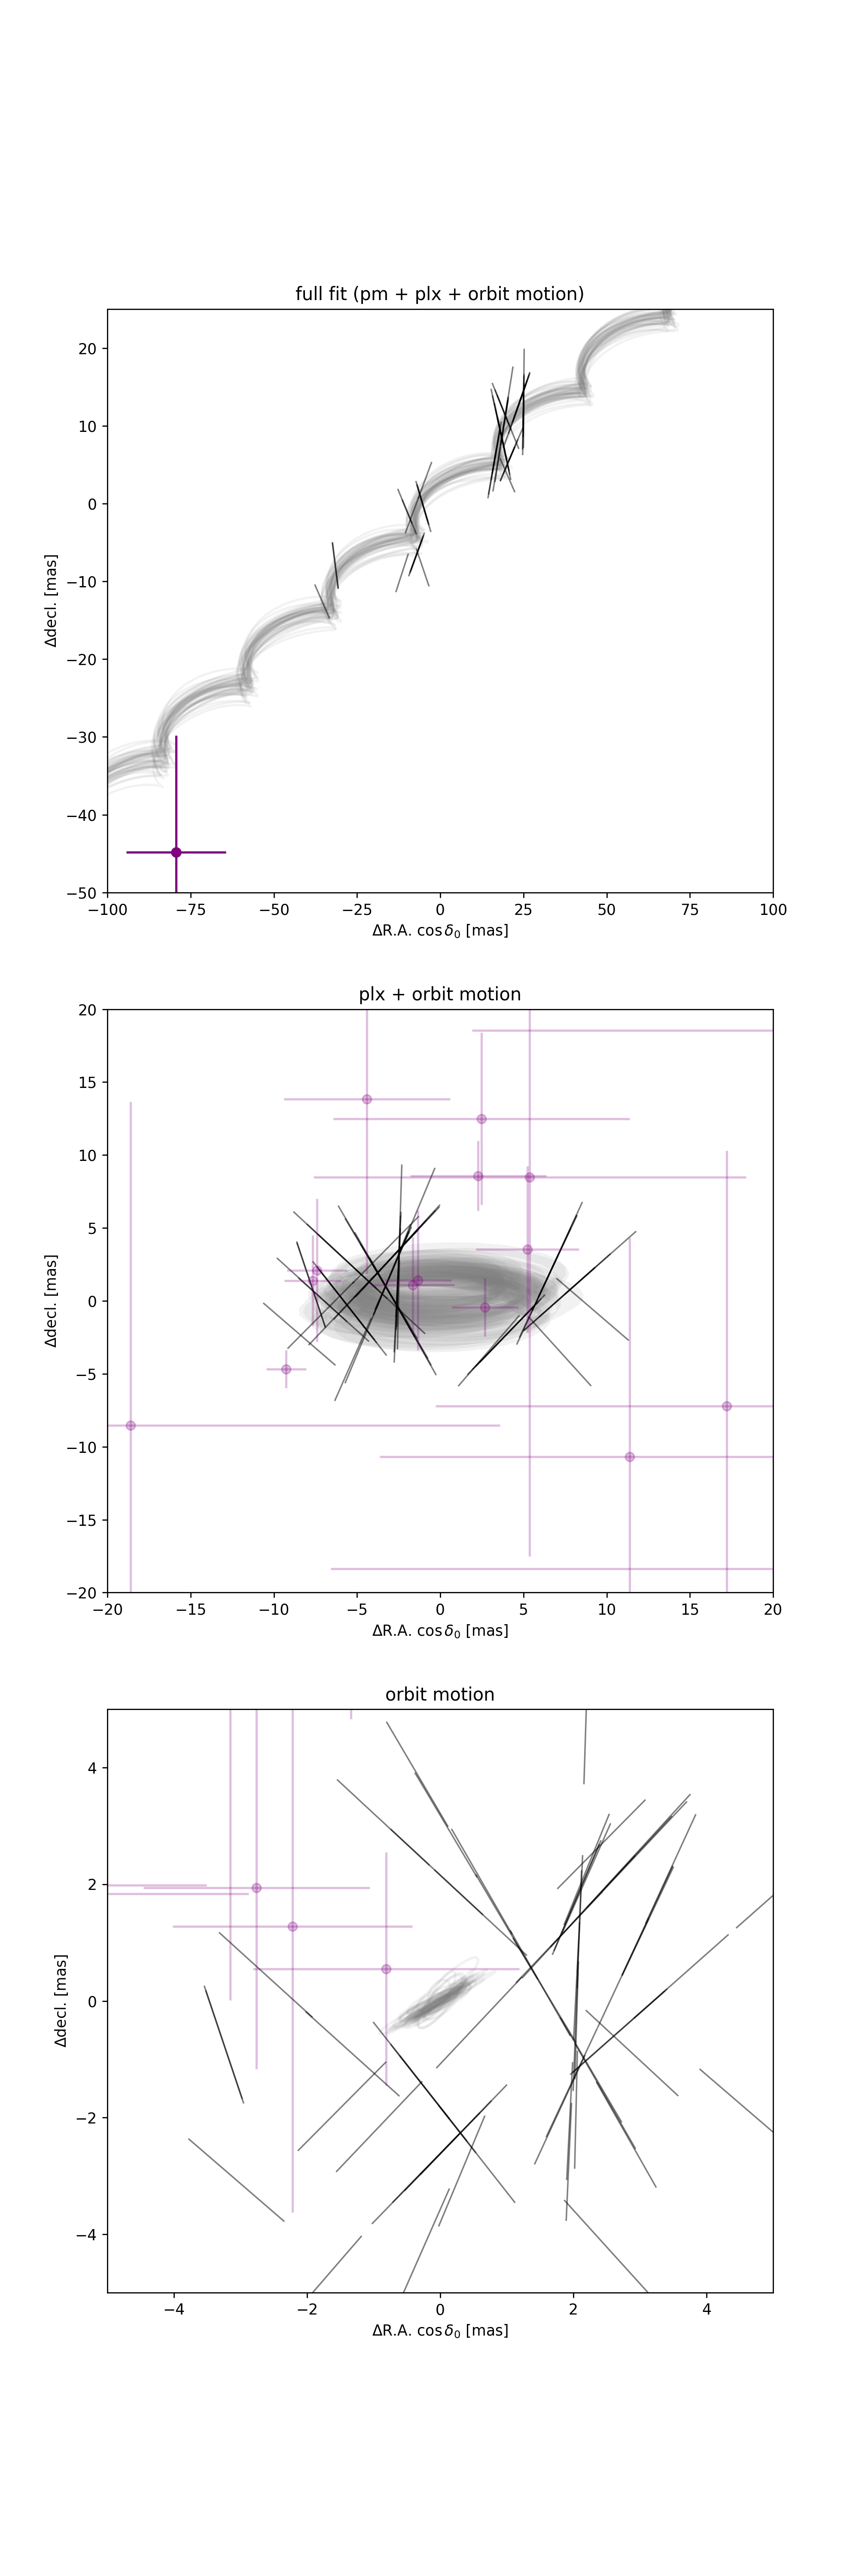 full fit (pm + plx + orbit motion)
20
10
0
−10
−20
−30
−40
−50
Δdecl. [mas]
−100 −75 −50 −25 0 25 50 75 100
ΔR.A. cos δ₀ [mas]
plx + orbit motion
20
15
10
5
0
−5
−10
−15
−20
Δdecl. [mas]
−20 −15 −10 −5 0 5 10 15 20
ΔR.A. cos δ₀ [mas]
orbit motion
4
2
0
−2
−4
Δdecl. [mas]
−4 −2 0 2 4
ΔR.A. cos δ₀ [mas]